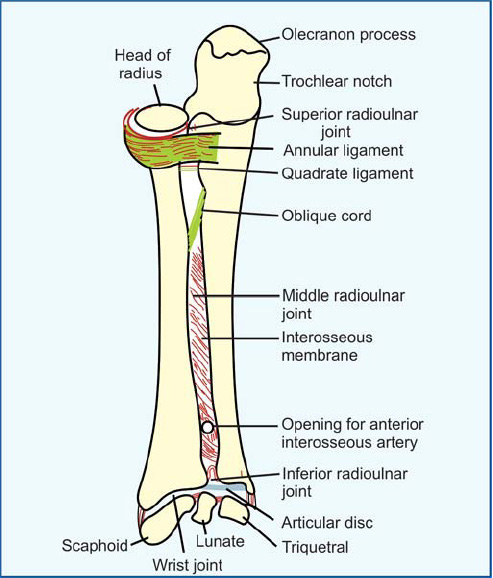 Olecranon process
Head of
radius
Trochlear notch
Superior radioulnar
joint
Annular ligament
Quadrate ligament
Oblique cord
Middle radioulnar
joint
Interosseous
membrane
Opening for anterior
interosseous artery
Inferior radioulnar
joint
Articular disc
Triquetral
Lunate
Scaphoid
Wrist joint